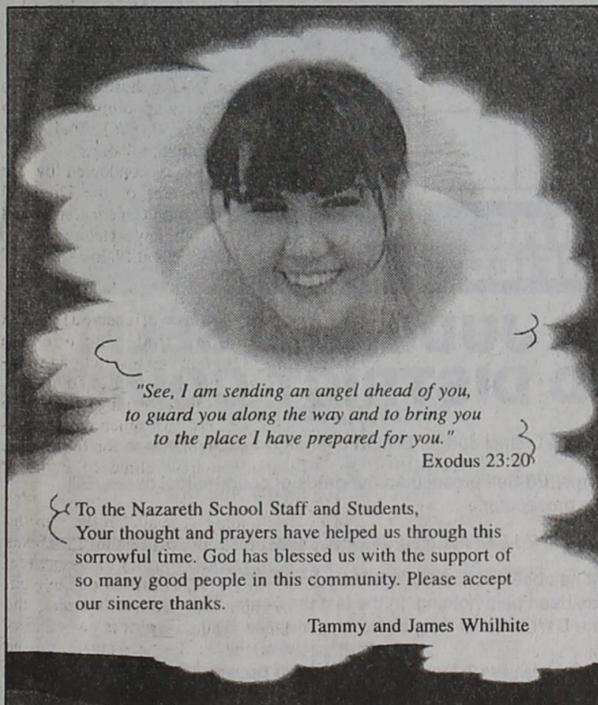 "See, I am sending an angel ahead of you,
to guard you along the way and to bring you
to the place I have prepared for you."
Exodus 23:20
To the Nazareth School Staff and Students,
Your thought and prayers have helped us through this
sorrowful time. God has blessed us with the support of
so many good people in this community. Please accept
our sincere thanks.
Tammy and James Whilhite